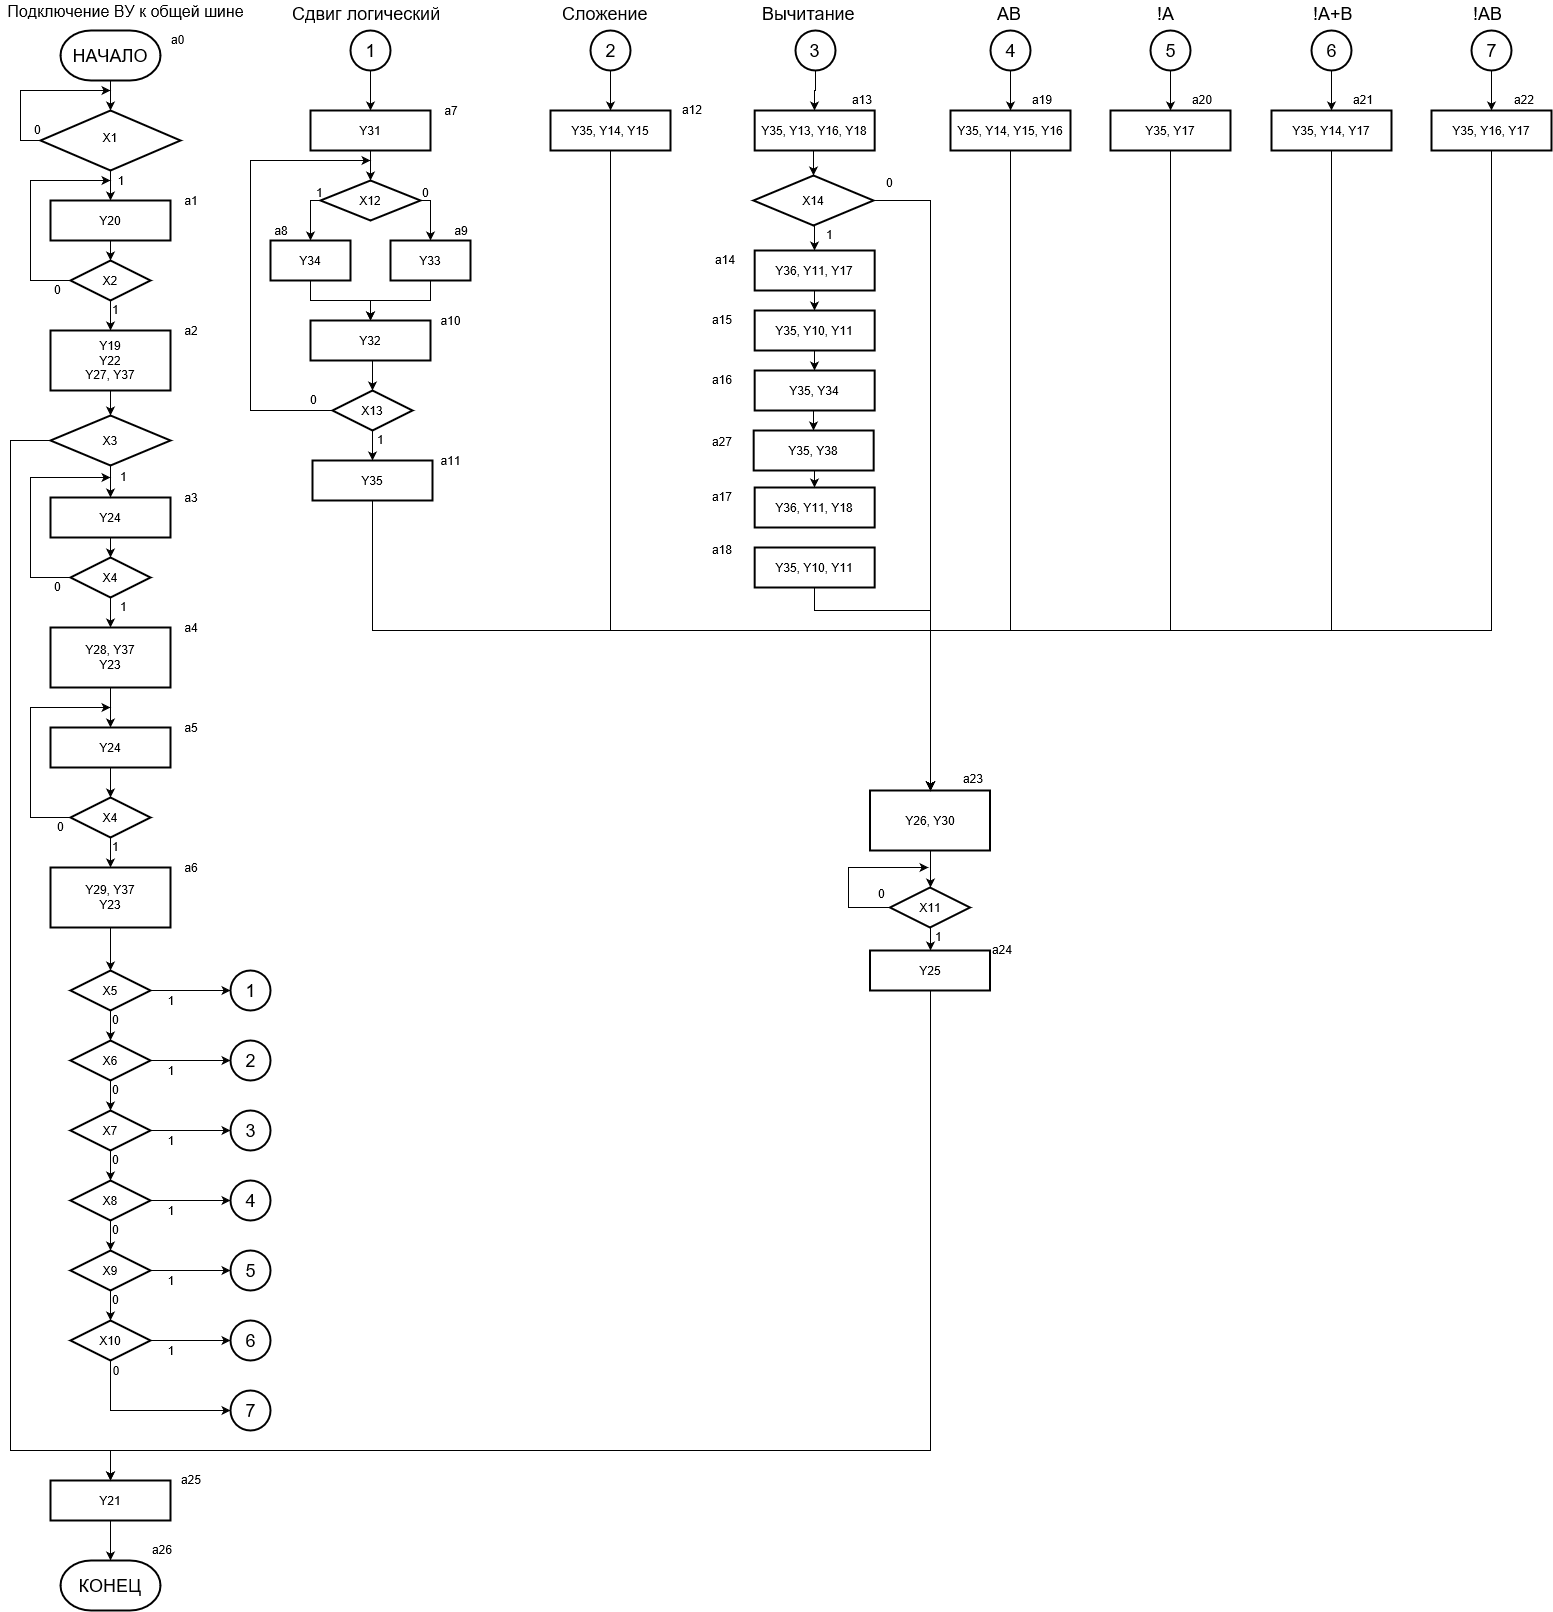 Подключение ВУ к общей шине
НАЧАЛО
a0
X1
0
1
Y20
a1
X2
0
1
Y19
Y22
Y27, Y37
a2
X3
1
Y24
a3
X4
0
1
Y28, Y37
Y23
a4
Y24
a5
X4
0
1
Y29, Y37
Y23
a6
X5
1
1
0
X6
1
2
0
X7
1
3
0
X8
1
4
0
X9
1
5
0
X10
1
6
0
7
Y21
a25
a26
КОНЕЦ
Сдвиг логический
1
Y31
a7
X12
1
0
a8
Y34
a9
Y33
Y32
a10
X13
0
1
Y35
a11
Сложение
2
Y35, Y14, Y15
a12
Вычитание
3
a13
Y35, Y13, Y16, Y18
X14
0
1
a14
Y36, Y11, Y17
a15
Y35, Y10, Y11
a16
Y35, Y34
a27
Y35, Y38
a17
Y36, Y11, Y18
a18
Y35, Y10, Y11
AB
4
a19
Y35, Y14, Y15, Y16
!A
5
a20
Y35, Y17
!A+B
6
a21
Y35, Y14, Y17
!AB
7
a22
Y35, Y16, Y17
a23
Y26, Y30
X11
0
1
a24
Y25